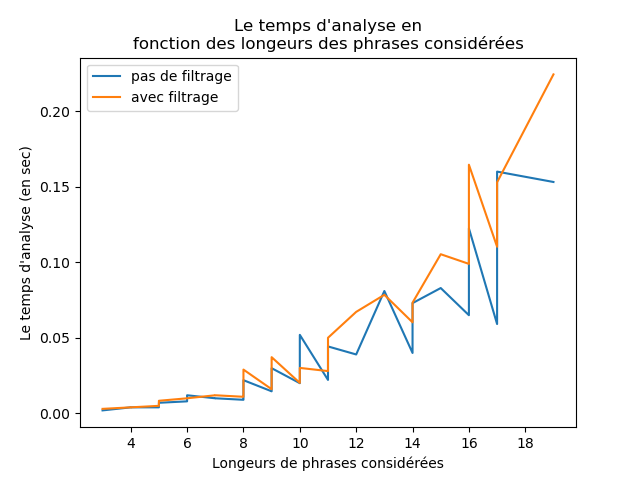 Le temps d'analyse en
fonction des longeurs des phrases considérées
pas de filtrage
avec filtrage
Le temps d'analyse (en sec)
0.20
0.15
0.10
0.05
0.00
4 6 8 10 12 14 16 18
Longeurs de phrases considérées